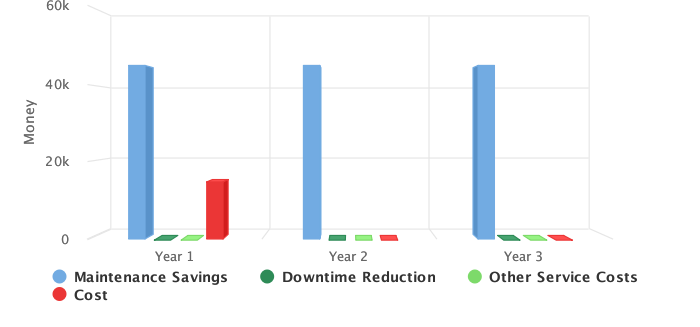 60k
40k
Money
20k
0
Year 1 Year 2 Year 3
Maintenance Savings Downtime Reduction Other Service Costs
Cost